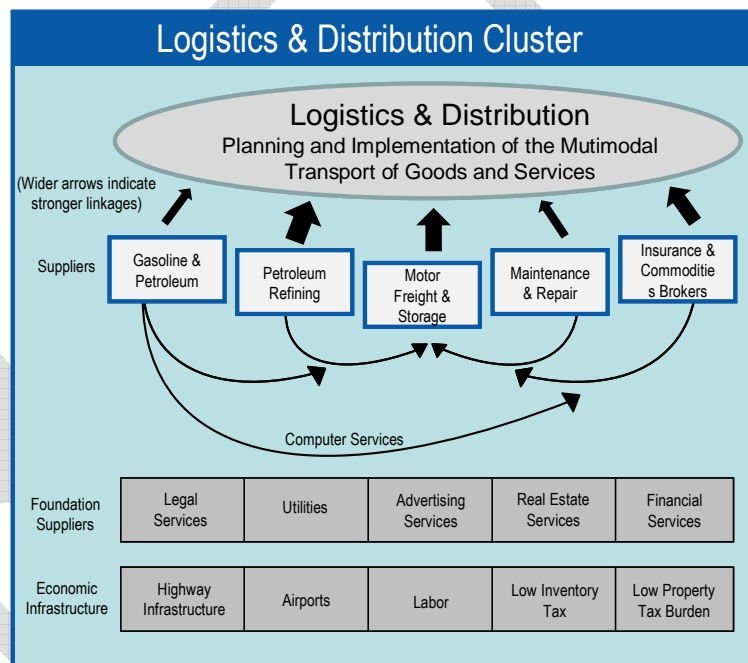 Logistics & Distribution Cluster
Logistics & Distribution
Planning and Implementation of the Mutimodal
Transport of Goods and Services
(Wider arrows indicate
stronger linkages)
Suppliers
Gasoline &
Petroleum
Petroleum
Refining
Motor
Freight &
Storage
Maintenance
& Repair
Insurance &
Commoditie
s Brokers
Computer Services
Foundation
Suppliers
Legal
Services
Utilities
Advertising
Services
Real Estate
Services
Financial
Services
Economic
Infrastructure
Highway
Infrastructure
Airports
Labor
Low Inventory
Tax
Low Property
Tax Burden